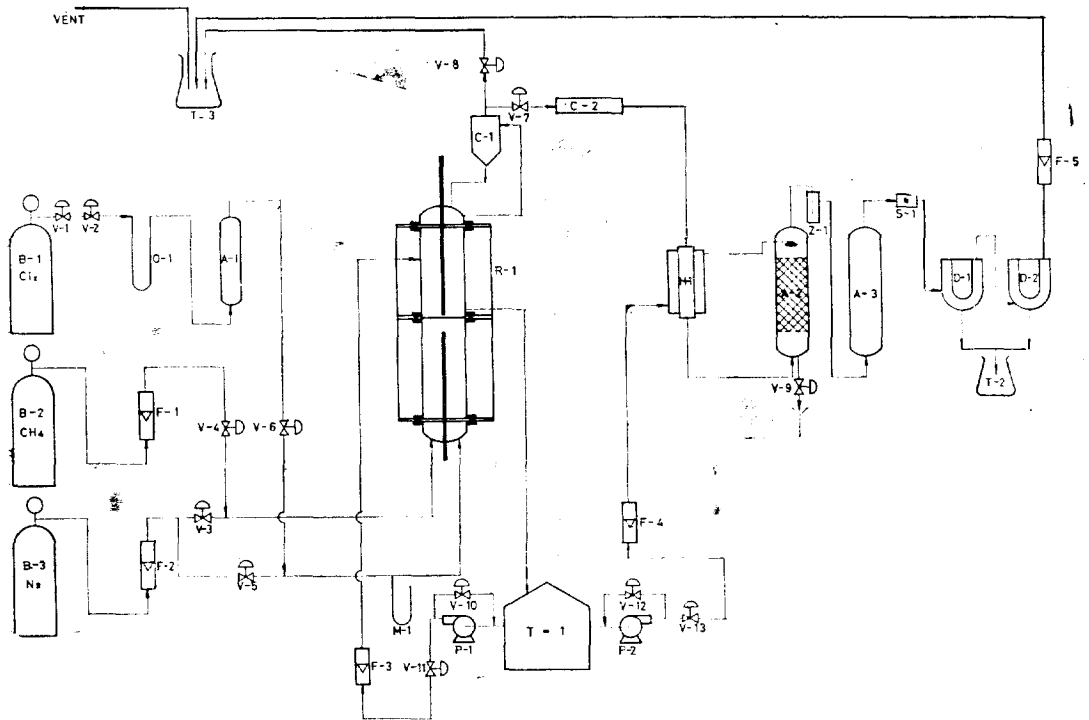 VENT
V-8
T-3
V-7
C-2
C-1
F-5
V-1
V-2
B-1
Cl₂
O-1
A-1
R-1
Z-1
S-1
H-1
A-2
A-3
D-1
D-2
B-2
CH₄
F-1
V-4
V-6
V-9
T-2
B-3
N₂
F-2
V-3
V-5
F-4
M-1
V-10
P-1
T-1
V-12
P-2
V-13
F-3
V-11